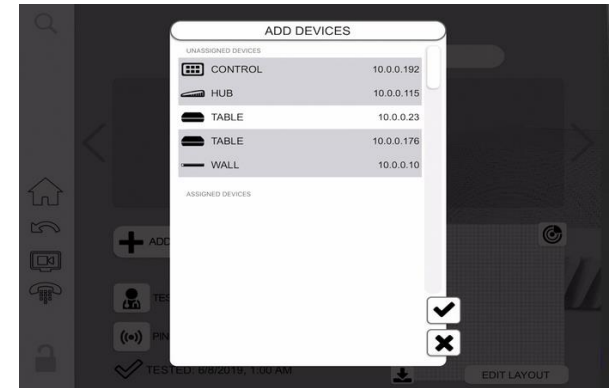 ADD DEVICES
UNASSIGNED DEVICES
CONTROL 10.0.0.192
HUB 10.0.0.115
TABLE 10.0.0.23
TABLE 10.0.0.176
WALL 10.0.0.10
ASSIGNED DEVICES
ADD
TES
PIN
TESTED: 6/8/2019, 1:00 AM
EDIT LAYOUT